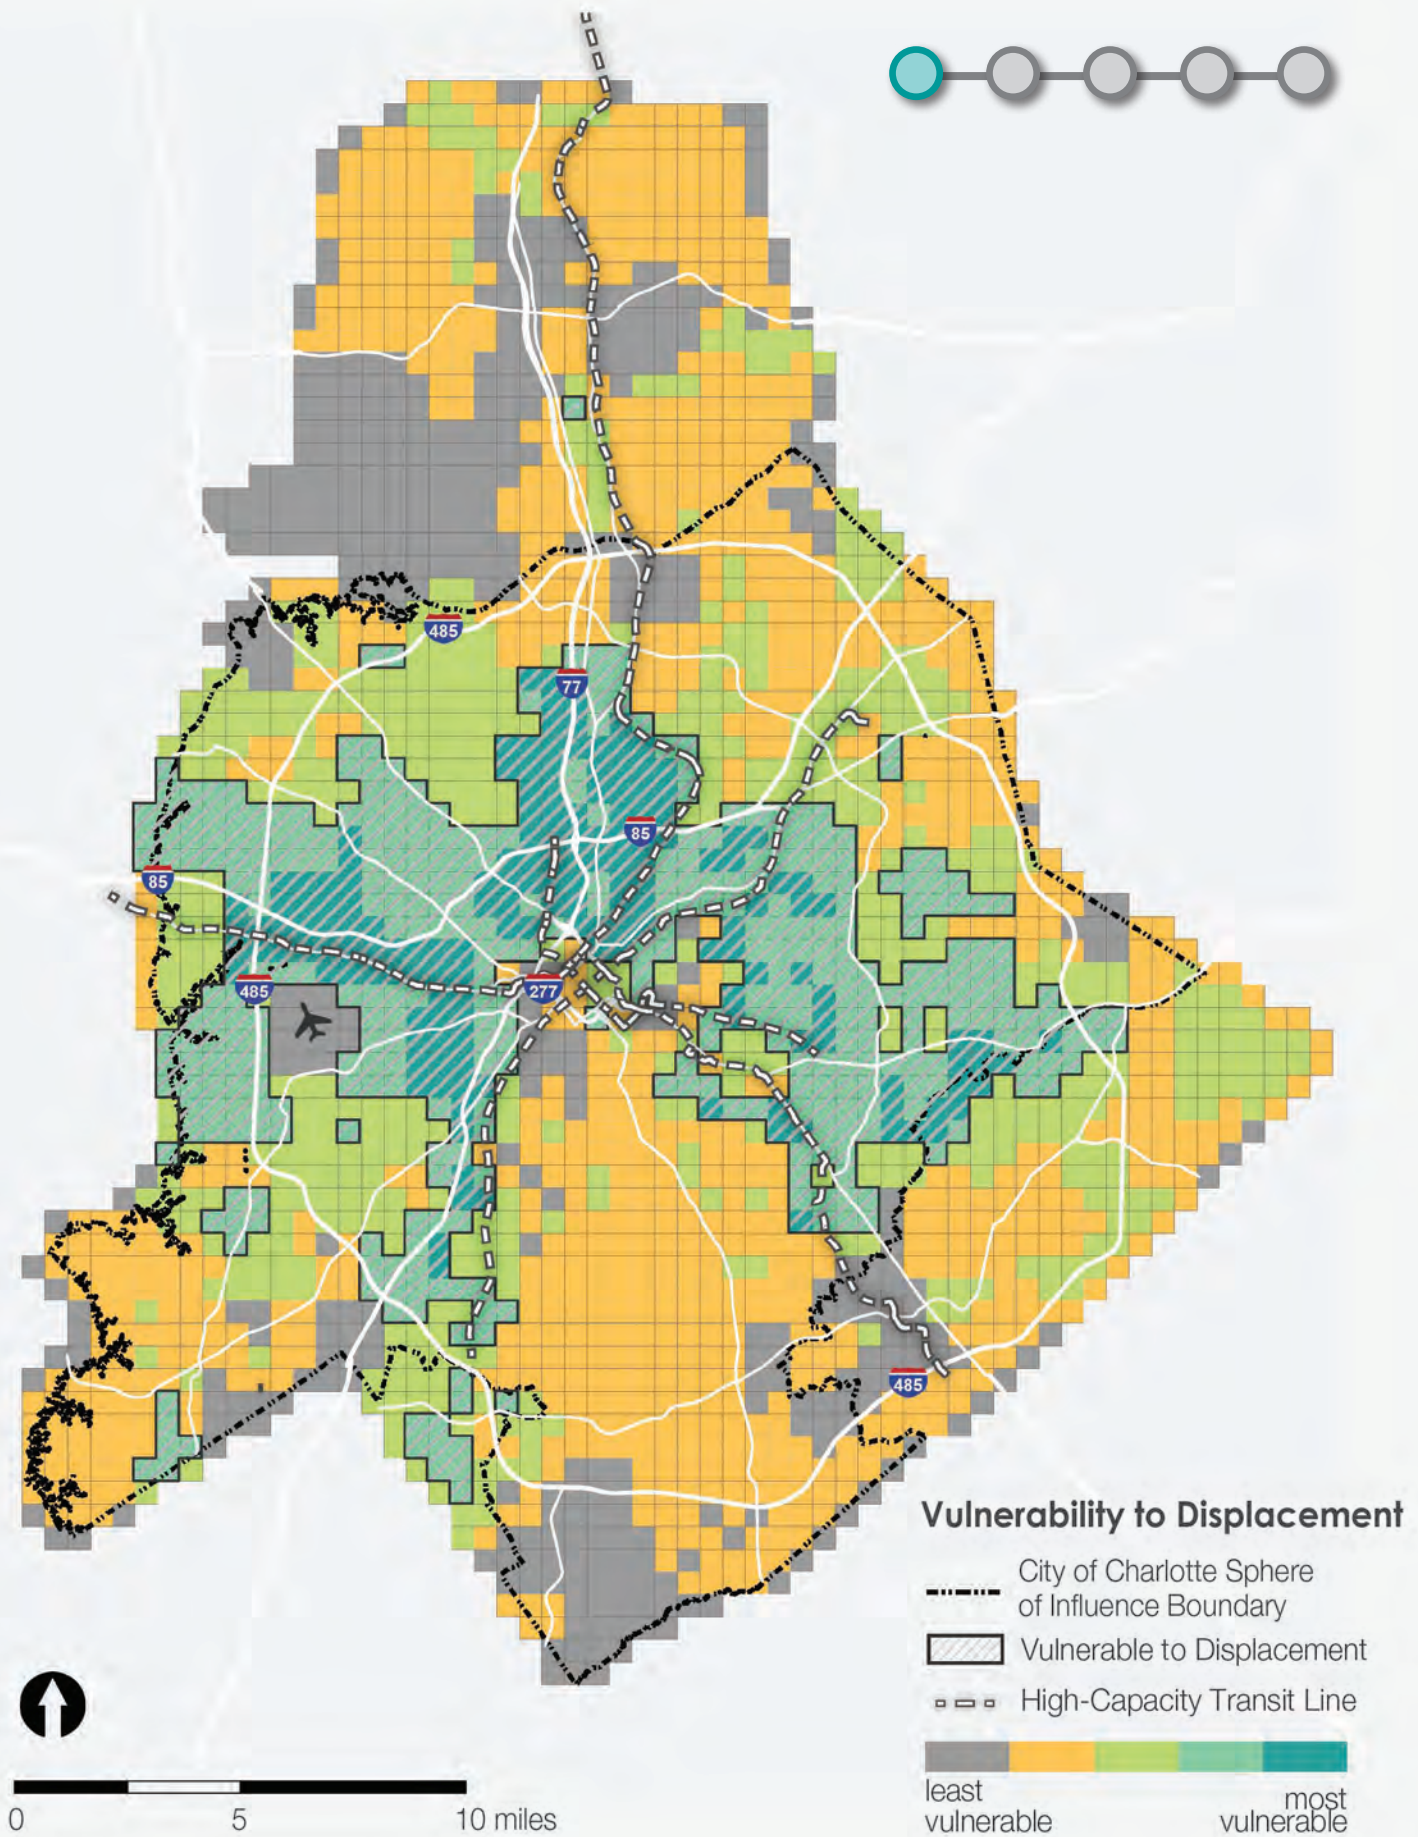 485
77
85
85
485
277
485
Vulnerability to Displacement
City of Charlotte Sphere
of Influence Boundary
Vulnerable to Displacement
High-Capacity Transit Line
least
vulnerable
most
vulnerable
0
5
10 miles